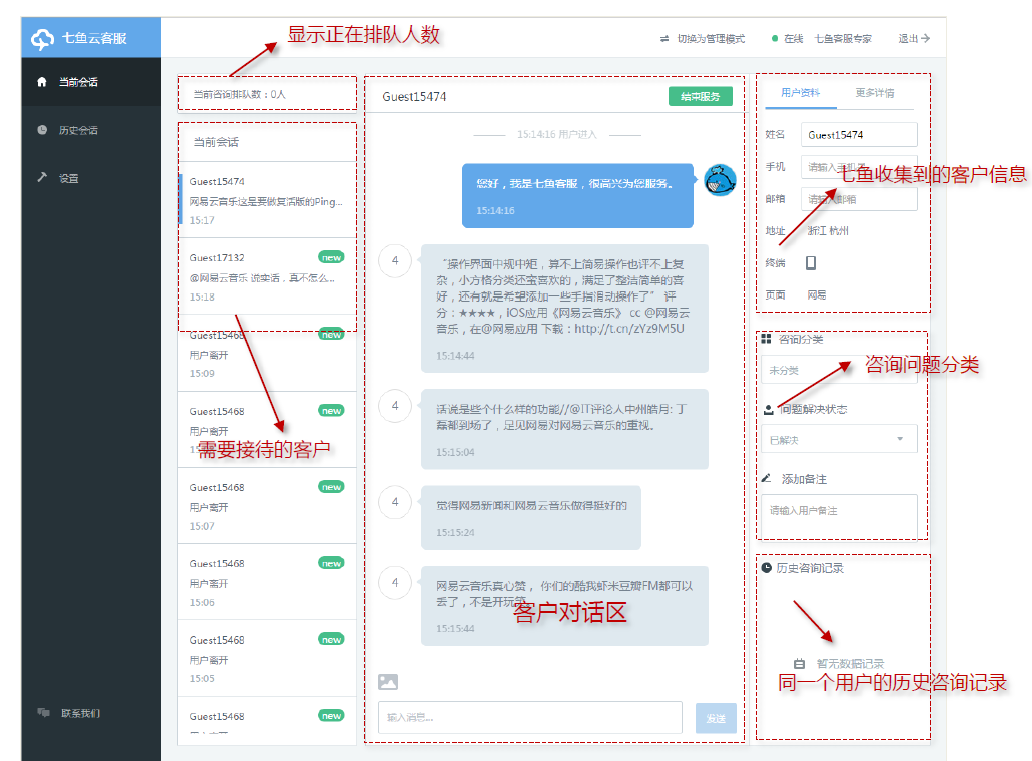 七鱼云客服
显示正在排队人数
切换为管理模式
在线
七鱼客服专家
退出
当前会话
历史会话
设置
联系我们
当前咨询排队数：0人
当前会话
Guest15474
网易云音乐这是要做复活版的Ping...
15:17
Guest17132
new
@网易云音乐 说实话，真不怎么...
15:18
Guest15468
new
用户离开
15:09
Guest15468
new
用户离开
需要接待的客户
Guest15468
new
用户离开
15:07
Guest15468
new
用户离开
15:06
Guest15468
new
用户离开
15:05
Guest15468
new
Guest15474
结束服务
15:14:16 用户进入
您好，我是七鱼客服，很高兴为您服务。
15:14:16
4
“操作界面中规中矩，算不上简易操作也评不上复
杂，小方格分类还蛮喜欢的，满足了整洁简单的喜
好，还有就是希望添加一些手指滑动操作了” 评
分：★★★★，iOS应用《网易云音乐》 cc @网易云
音乐，在@网易应用 下载：http://t.cn/zYz9M5U
15:14:44
4
话说是些个什么样的功能//@IT评论人中州皓月: 丁
磊都到场了，足见网易对网易云音乐的重视。
15:15:04
4
觉得网易新闻和网易云音乐做得挺好的
15:15:24
4
网易云音乐真心赞， 你们的酷我虾米豆瓣FM都可以
丢了，不是开玩笑
15:15:44
客户对话区
输入消息...
发送
用户资料
更多详情
姓名
Guest15474
手机
请输入手机号
七鱼收集到的客户信息
邮箱
请输入邮箱
地址
浙江 杭州
终端
页面
网易
咨询分类
未分类
咨询问题分类
问题解决状态
已解决
添加备注
请输入用户备注
历史咨询记录
暂无数据记录
同一个用户的历史咨询记录